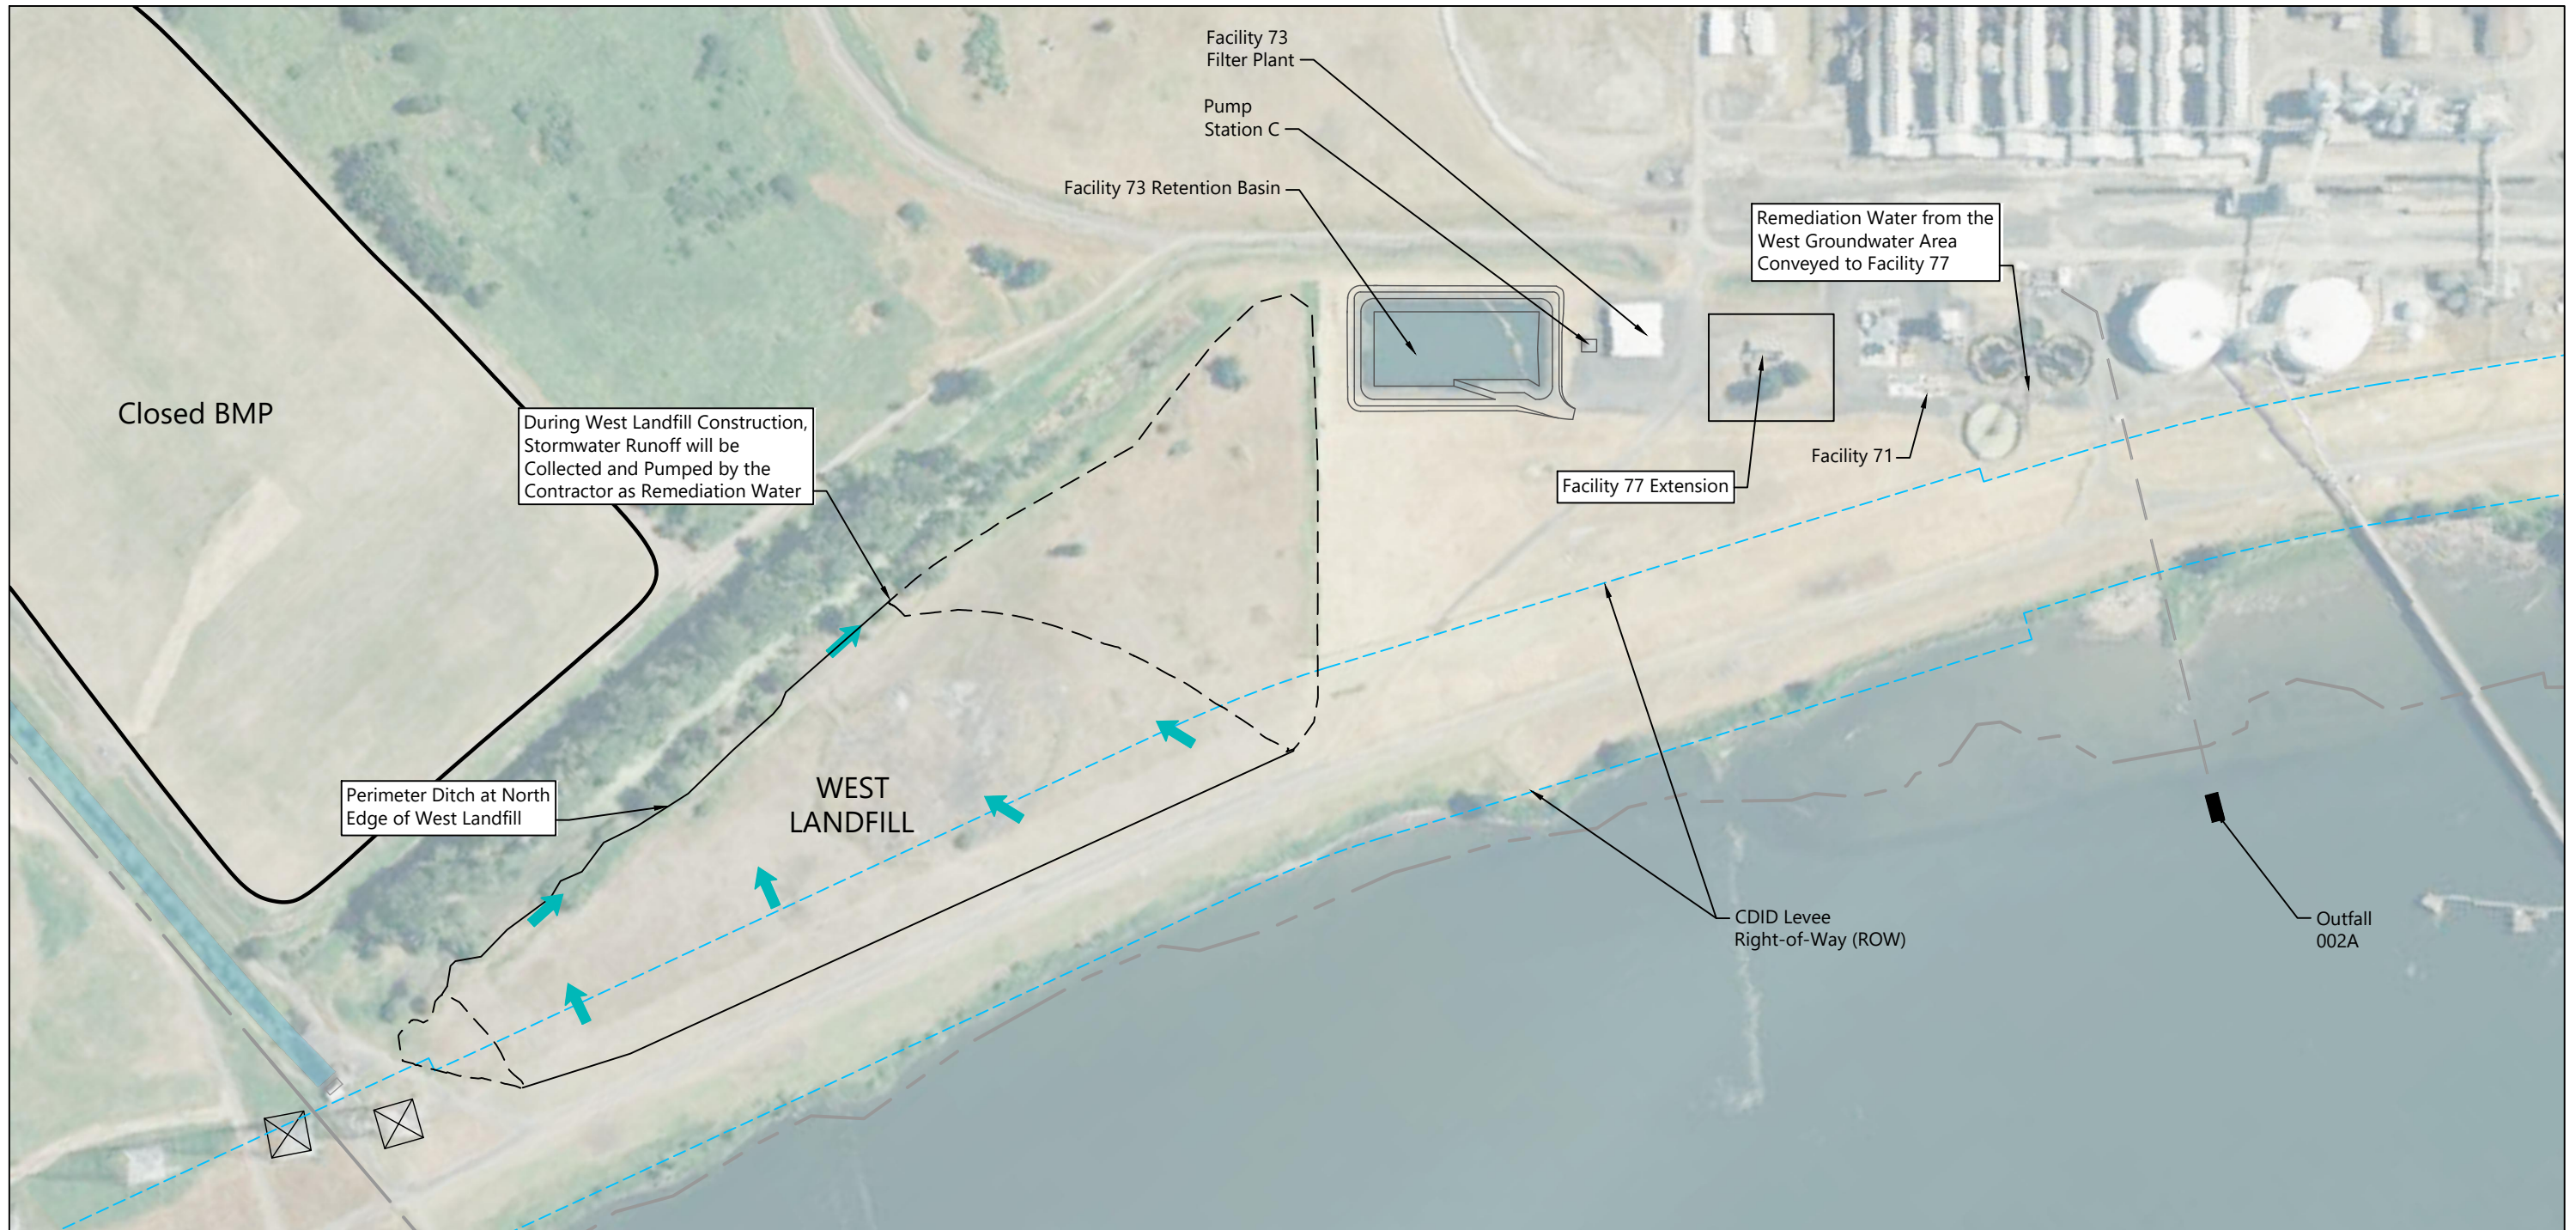 Facility 73
Filter Plant
Pump
Station C
Facility 73 Retention Basin
Remediation Water from the
West Groundwater Area
Conveyed to Facility 77
Closed BMP
During West Landfill Construction,
Stormwater Runoff will be
Collected and Pumped by the
Contractor as Remediation Water
Facility 71
Facility 77 Extension
Perimeter Ditch at North
Edge of West Landfill
WEST
LANDFILL
CDID Levee
Right-of-Way (ROW)
Outfall
002A